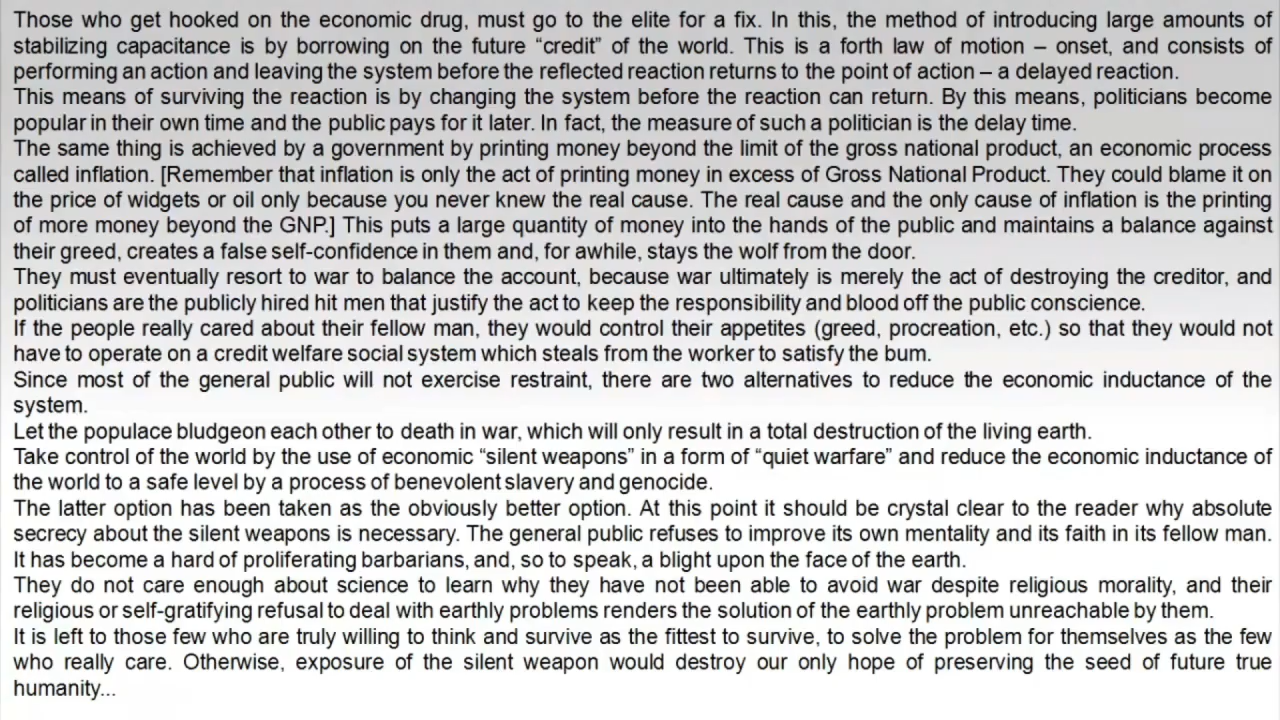 Those who get hooked on the economic drug, must go to the elite for a fix. In this, the method of introducing large amounts of
stabilizing capacitance is by borrowing on the future “credit” of the world. This is a forth law of motion – onset, and consists of
performing an action and leaving the system before the reflected reaction returns to the point of action – a delayed reaction.
This means of surviving the reaction is by changing the system before the reaction can return. By this means, politicians become
popular in their own time and the public pays for it later. In fact, the measure of such a politician is the delay time.
The same thing is achieved by a government by printing money beyond the limit of the gross national product, an economic process
called inflation. [Remember that inflation is only the act of printing money in excess of Gross National Product. They could blame it on
the price of widgets or oil only because you never knew the real cause. The real cause and the only cause of inflation is the printing
of more money beyond the GNP.] This puts a large quantity of money into the hands of the public and maintains a balance against
their greed, creates a false self-confidence in them and, for awhile, stays the wolf from the door.
They must eventually resort to war to balance the account, because war ultimately is merely the act of destroying the creditor, and
politicians are the publicly hired hit men that justify the act to keep the responsibility and blood off the public conscience.
If the people really cared about their fellow man, they would control their appetites (greed, procreation, etc.) so that they would not
have to operate on a credit welfare social system which steals from the worker to satisfy the bum.
Since most of the general public will not exercise restraint, there are two alternatives to reduce the economic inductance of the
system.
Let the populace bludgeon each other to death in war, which will only result in a total destruction of the living earth.
Take control of the world by the use of economic “silent weapons” in a form of “quiet warfare” and reduce the economic inductance of
the world to a safe level by a process of benevolent slavery and genocide.
The latter option has been taken as the obviously better option. At this point it should be crystal clear to the reader why absolute
secrecy about the silent weapons is necessary. The general public refuses to improve its own mentality and its faith in its fellow man.
It has become a hard of proliferating barbarians, and, so to speak, a blight upon the face of the earth.
They do not care enough about science to learn why they have not been able to avoid war despite religious morality, and their
religious or self-gratifying refusal to deal with earthly problems renders the solution of the earthly problem unreachable by them.
It is left to those few who are truly willing to think and survive as the fittest to survive, to solve the problem for themselves as the few
who really care. Otherwise, exposure of the silent weapon would destroy our only hope of preserving the seed of future true
humanity...